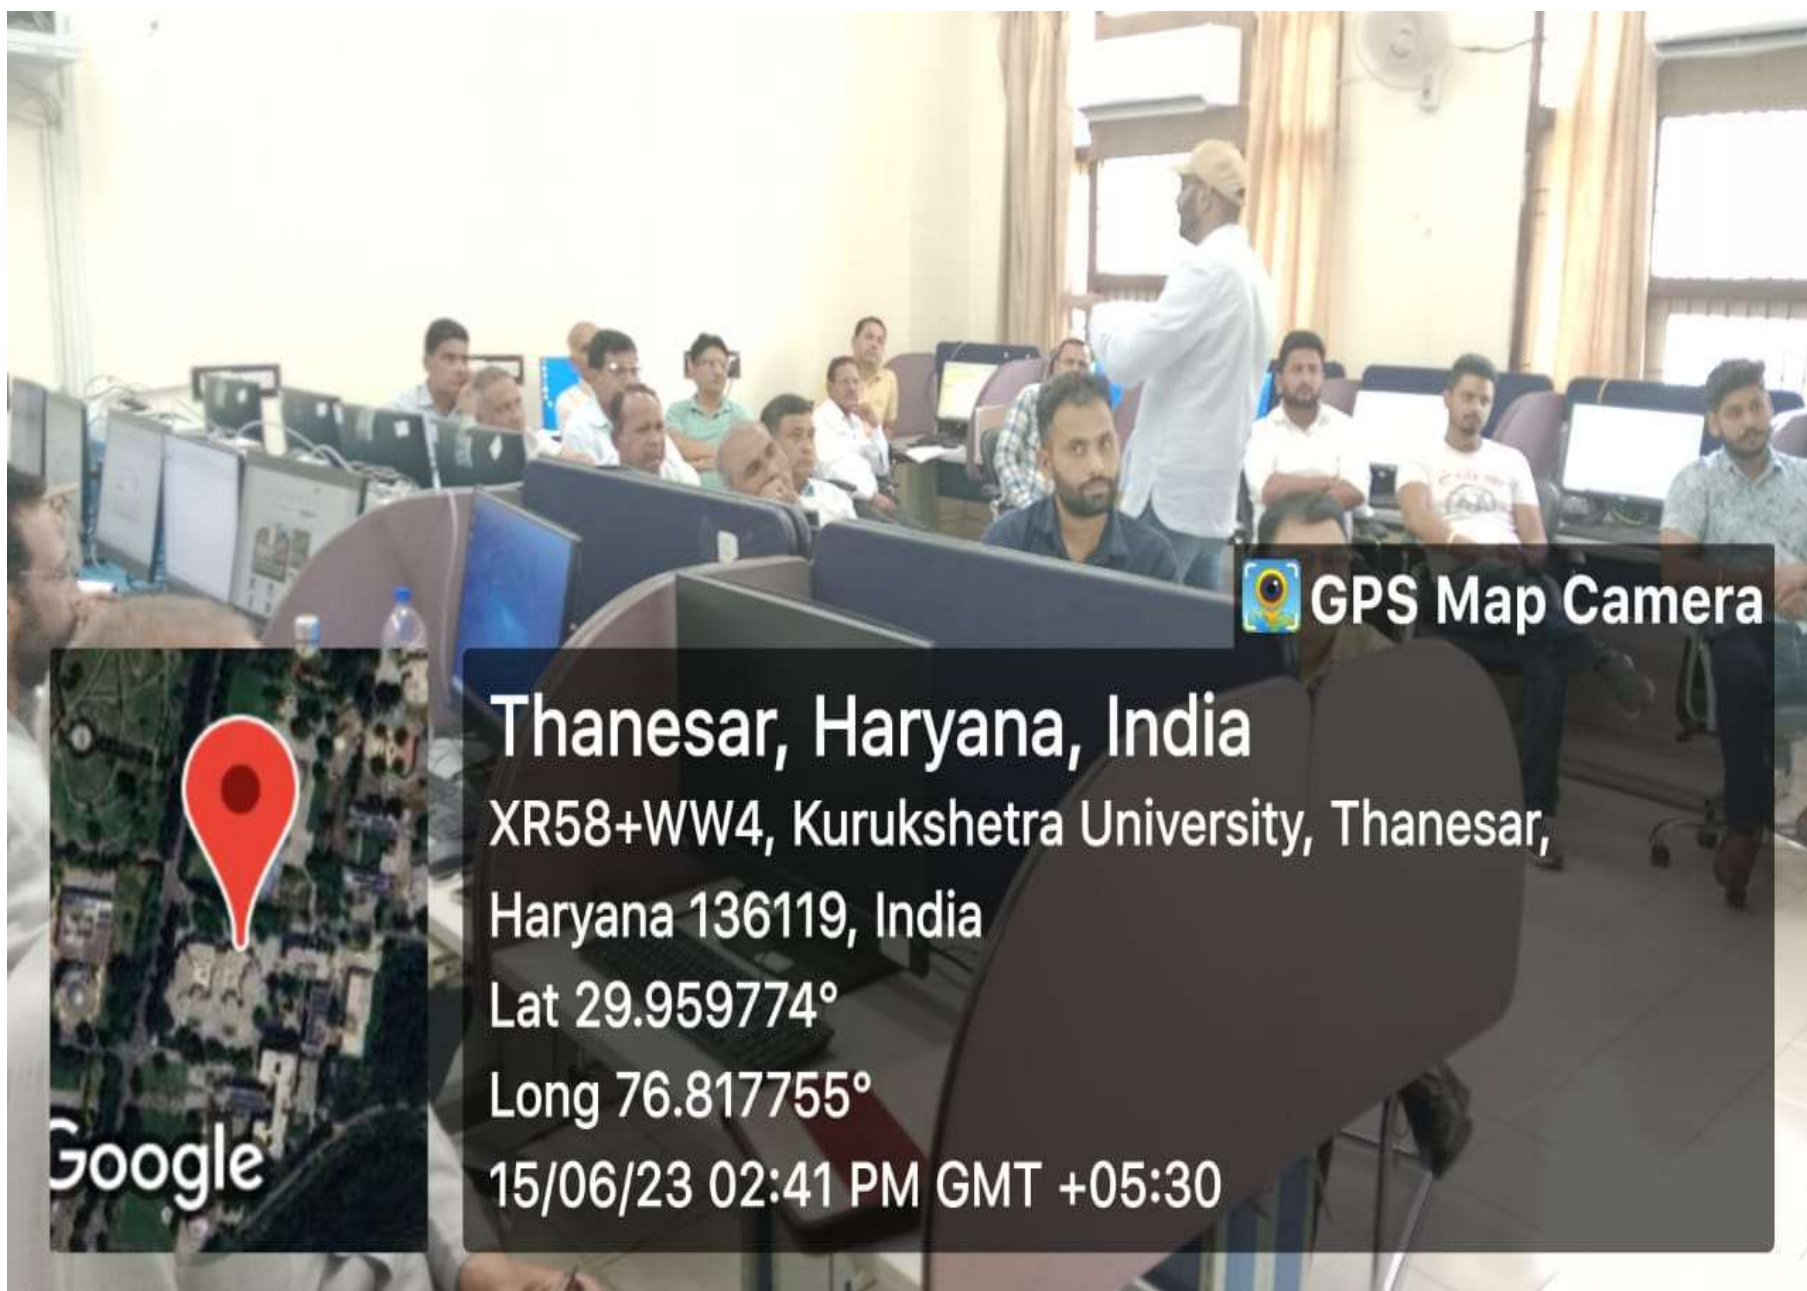 GPS Map Camera
Thanesar, Haryana, India
XR58+WW4, Kurukshetra University, Thanesar,
Haryana 136119, India
Lat 29.959774°
Long 76.817755°
15/06/23 02:41 PM GMT +05:30
Google